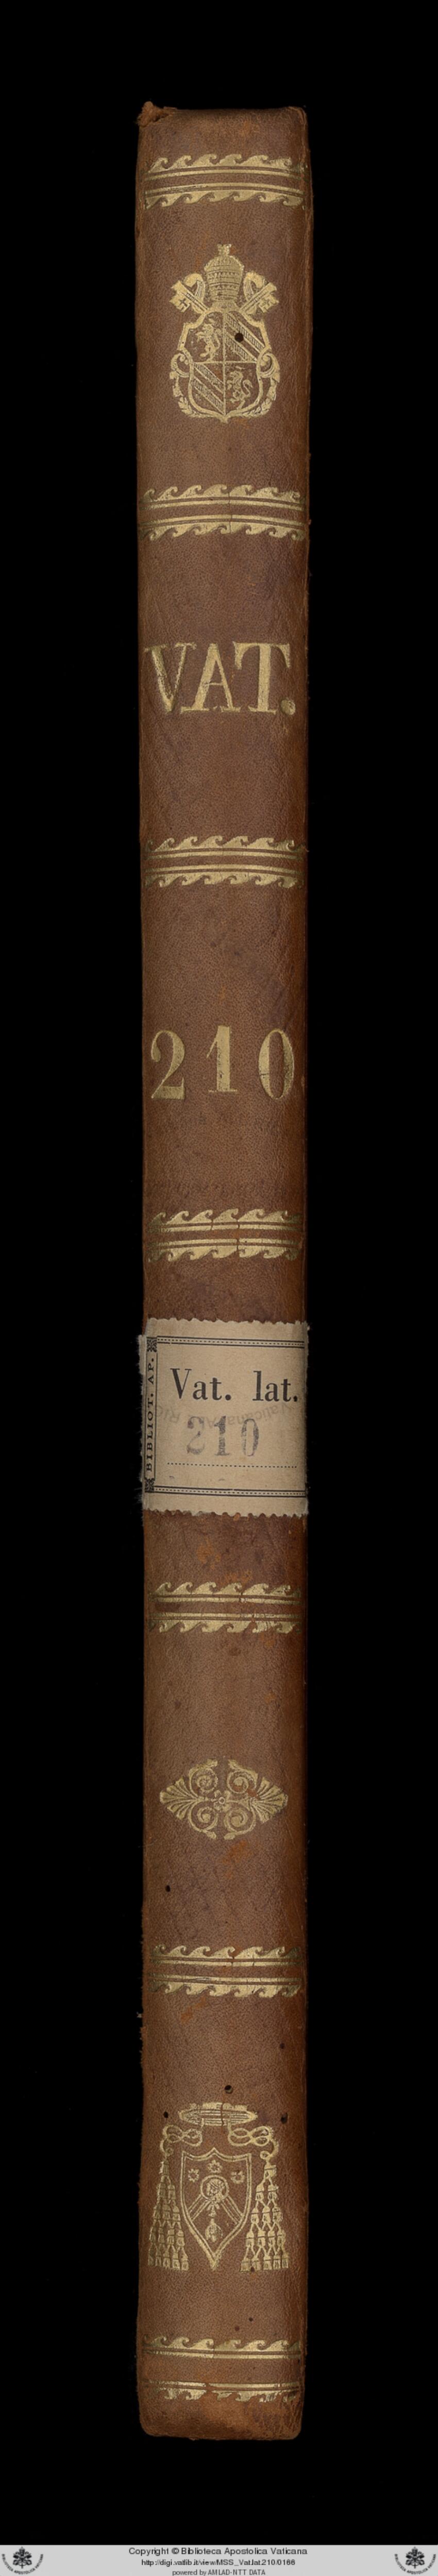 VAT.
210
BIBLIOT. AP.
Vat. lat.
210
Copyright © Biblioteca Apostolica Vaticana
http://digi.vatlib.it/view/MSS_Vat.lat.210/0166
powered by AMLAD-NTT DATA